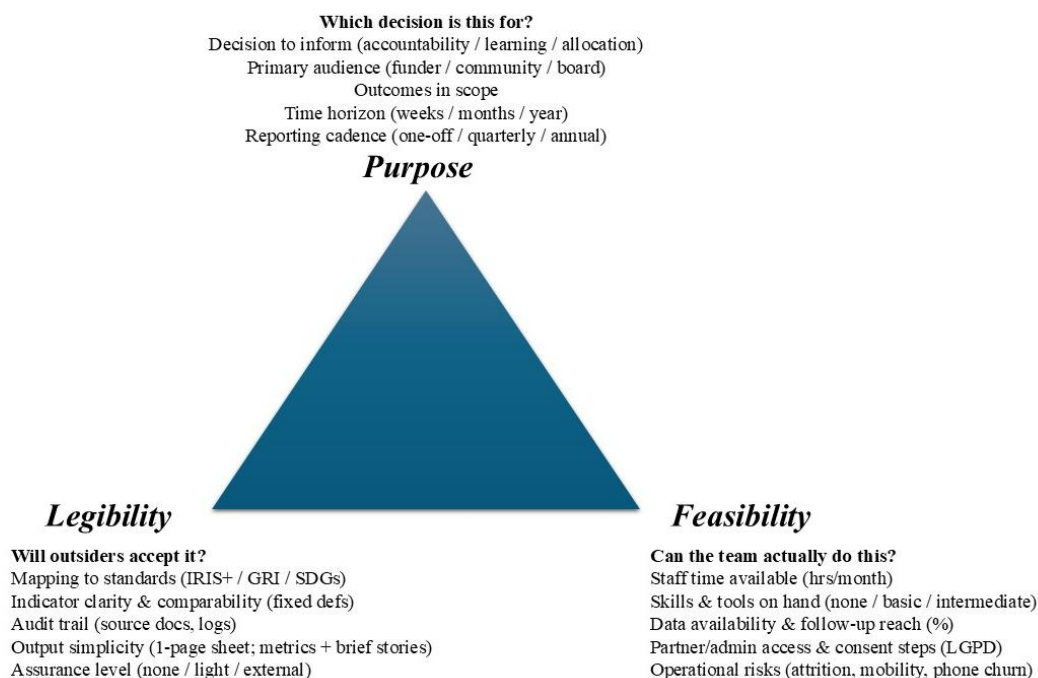 Which decision is this for?
Decision to inform (accountability / learning / allocation)
Primary audience (funder / community / board)
Outcomes in scope
Time horizon (weeks / months / year)
Reporting cadence (one-off / quarterly / annual)
Purpose
Legibility
Will outsiders accept it?
Mapping to standards (IRIS+ / GRI / SDGs)
Indicator clarity & comparability (fixed defs)
Audit trail (source docs, logs)
Output simplicity (1-page sheet; metrics + brief stories)
Assurance level (none / light / external)
Feasibility
Can the team actually do this?
Staff time available (hrs/month)
Skills & tools on hand (none / basic / intermediate)
Data availability & follow-up reach (%)
Partner/admin access & consent steps (LGPD)
Operational risks (attrition, mobility, phone churn)